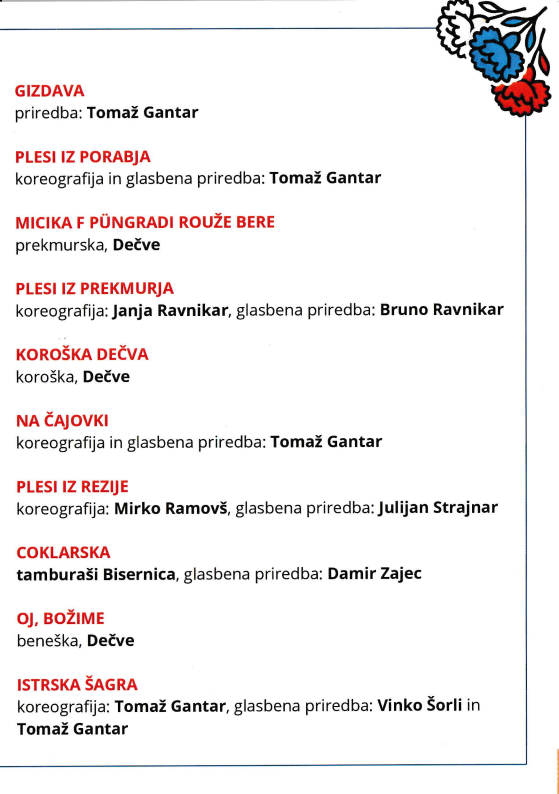 GIZDAVA
priredba: Tomaž Gantar
PLESI IZ PORABJA
koreografija in glasbena priredba: Tomaž Gantar
MICIKA F PÜNGRADI ROUŽE BERE
prekmurska, Dečve
PLESI IZ PREKMURJA
koreografija: Janja Ravnikar, glasbena priredba: Bruno Ravnikar
KOROŠKA DEČVA
koroška, Dečve
NA ČAJOVKI
koreografija in glasbena priredba: Tomaž Gantar
PLESI IZ REZIJE
koreografija: Mirko Ramovš, glasbena priredba: Julijan Strajnar
COKLARSKA
tamburaši Bisernica, glasbena priredba: Damir Zajec
OJ, BOŽIME
beneška, Dečve
ISTRSKA ŠAGRA
koreografija: Tomaž Gantar, glasbena priredba: Vinko Šorli in
Tomaž Gantar